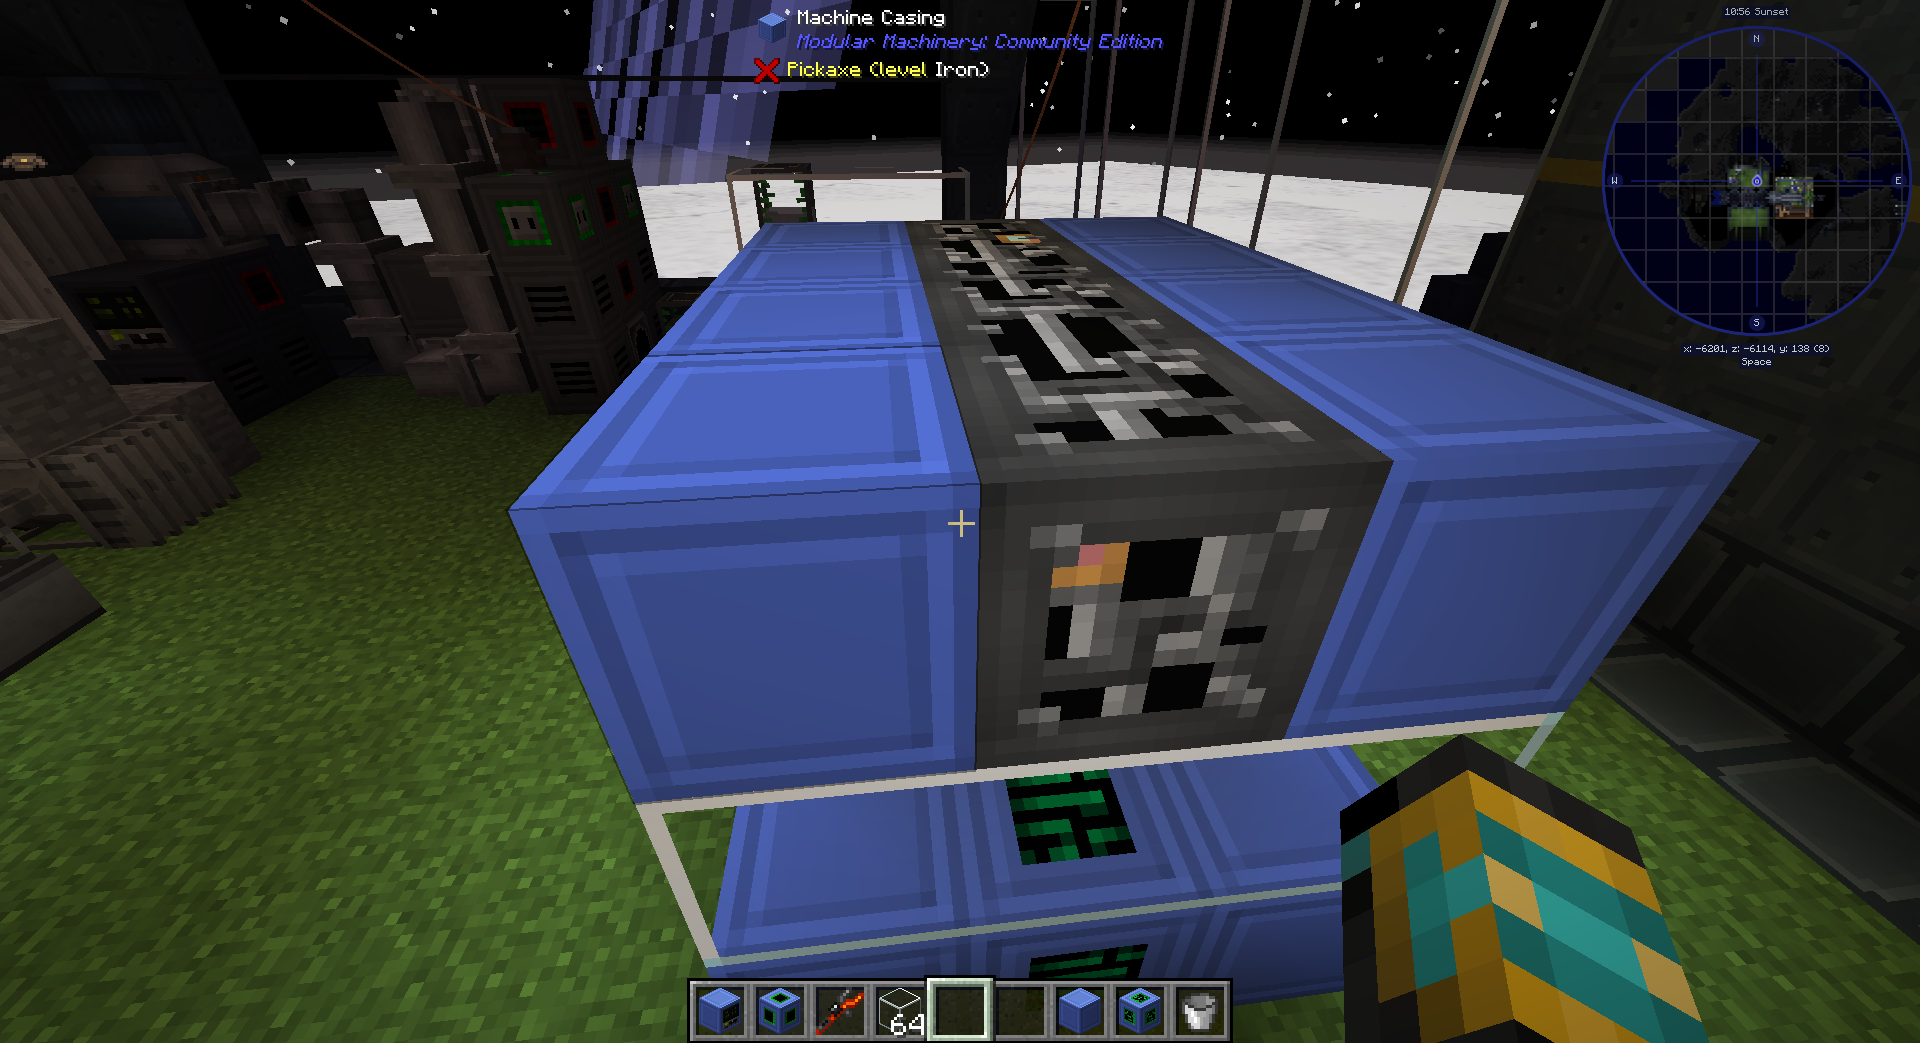 Machine Casing
Modular Machinery: Community Edition
Pickaxe (level Iron)
10:56 Sunset
N
W
E
S
x: -6201, z: -6114, y: 138 (8)
Space
64